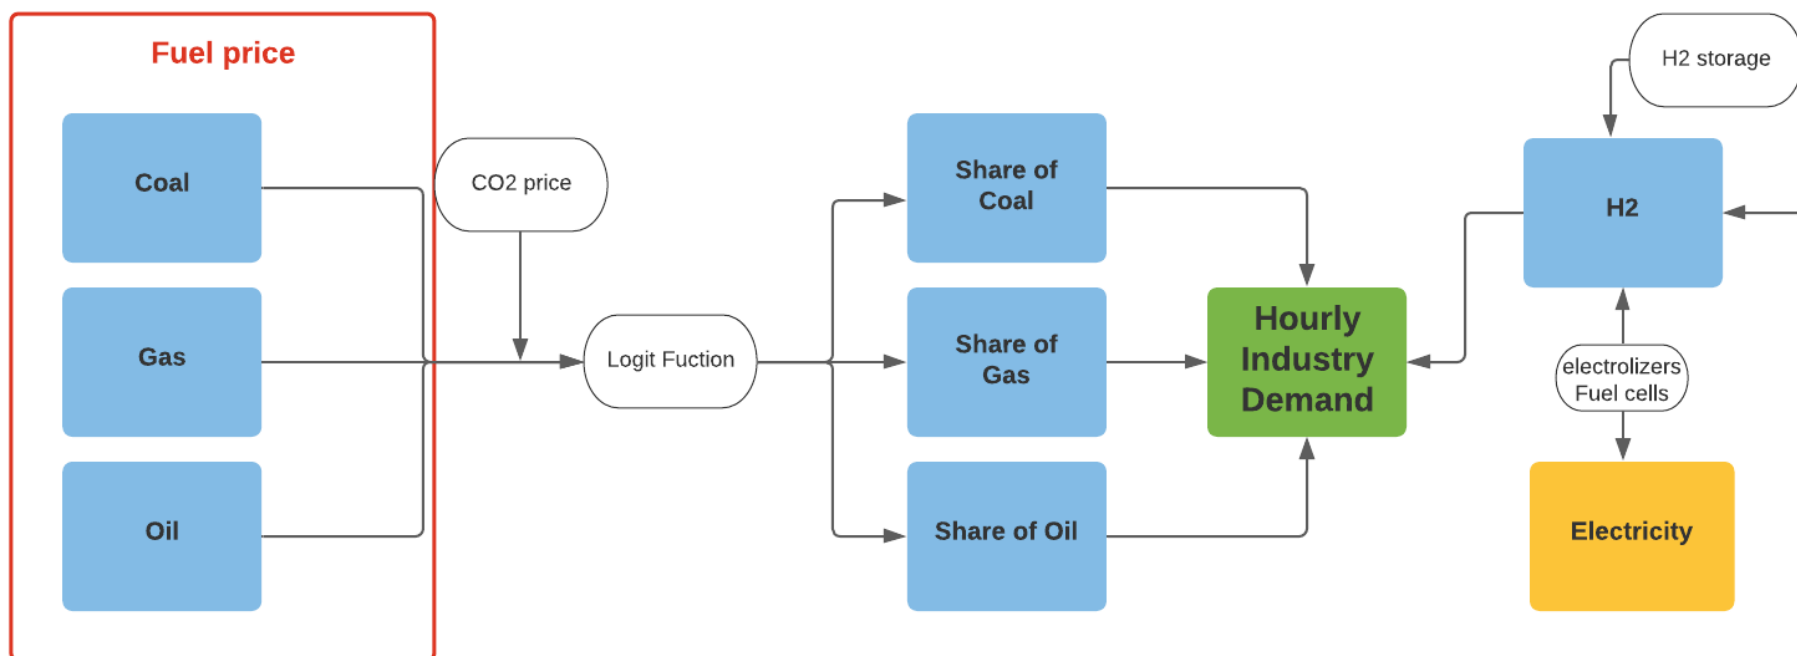 Fuel price
Coal
Gas
Oil
CO2 price
Logit Fuction
Share of
Coal
Share of
Gas
Share of Oil
Hourly
Industry
Demand
H2 storage
H2
electrolizers
Fuel cells
Electricity